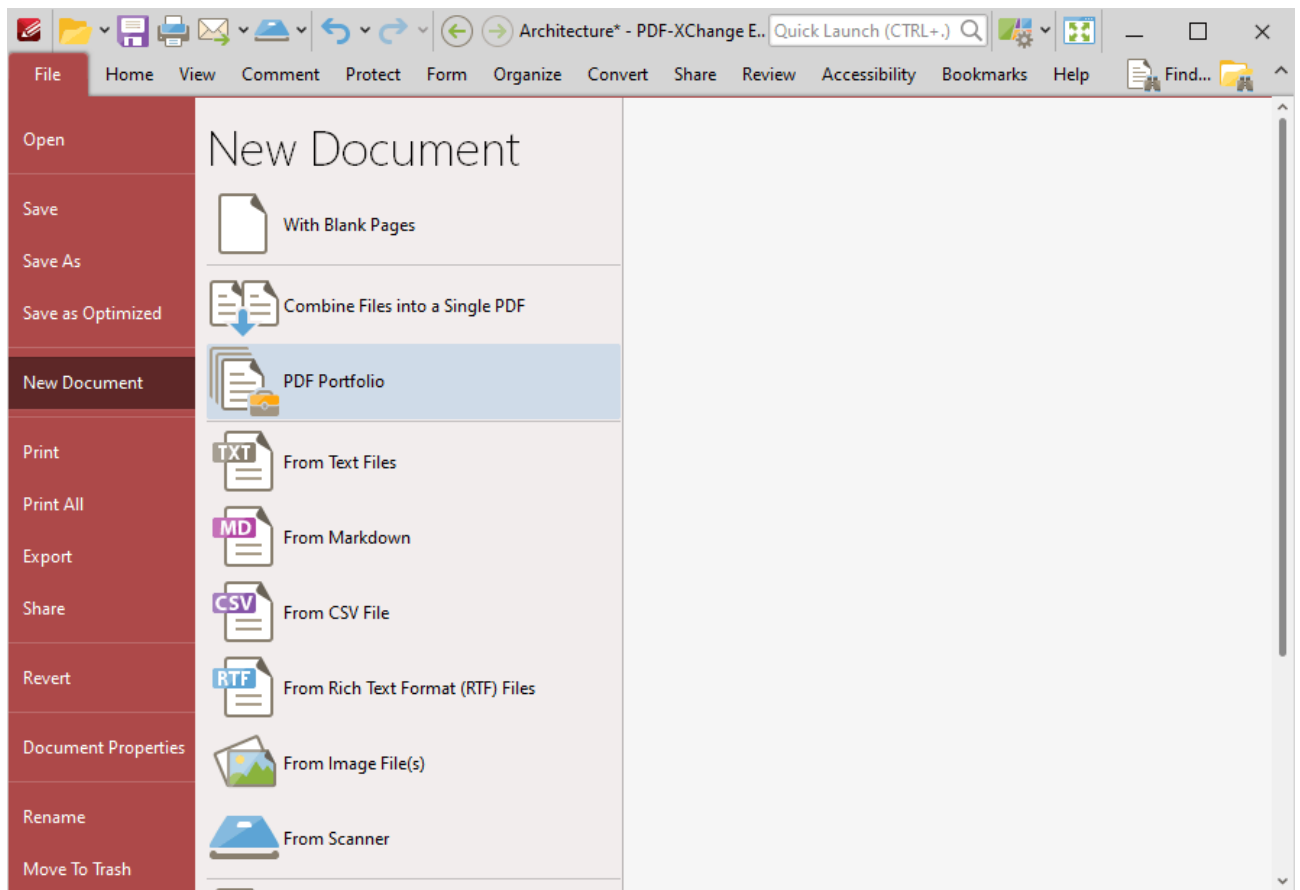 Architecture* - PDF-XChange E.. Quick Launch (CTRL+.)
File Home View Comment Protect Form Organize Convert Share Review Accessibility Bookmarks Help Find...
Open
Save
Save As
Save as Optimized
New Document
Print
Print All
Export
Share
Revert
Document Properties
Rename
Move To Trash
New Document
With Blank Pages
Combine Files into a Single PDF
PDF Portfolio
TXT From Text Files
MD From Markdown
CSV From CSV File
RTF From Rich Text Format (RTF) Files
From Image File(s)
From Scanner